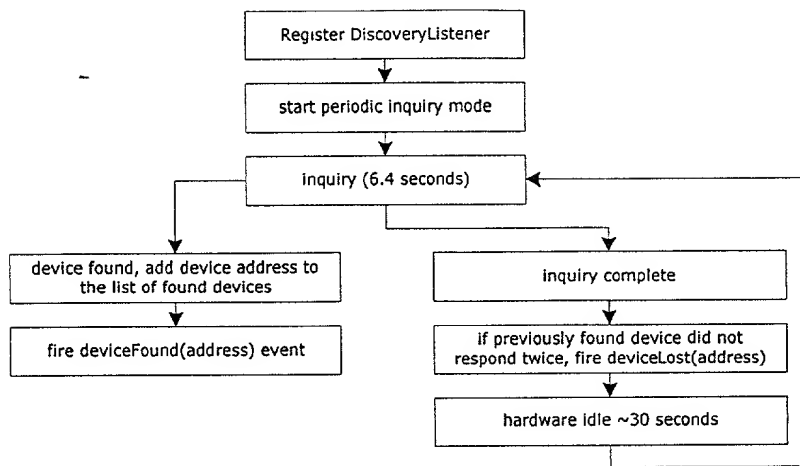 Register DiscoveryListener
start periodic inquiry mode
inquiry (6.4 seconds)
device found, add device address to
the list of found devices
fire deviceFound(address) event
inquiry complete
if previously found device did not
respond twice, fire deviceLost(address)
hardware idle ~30 seconds